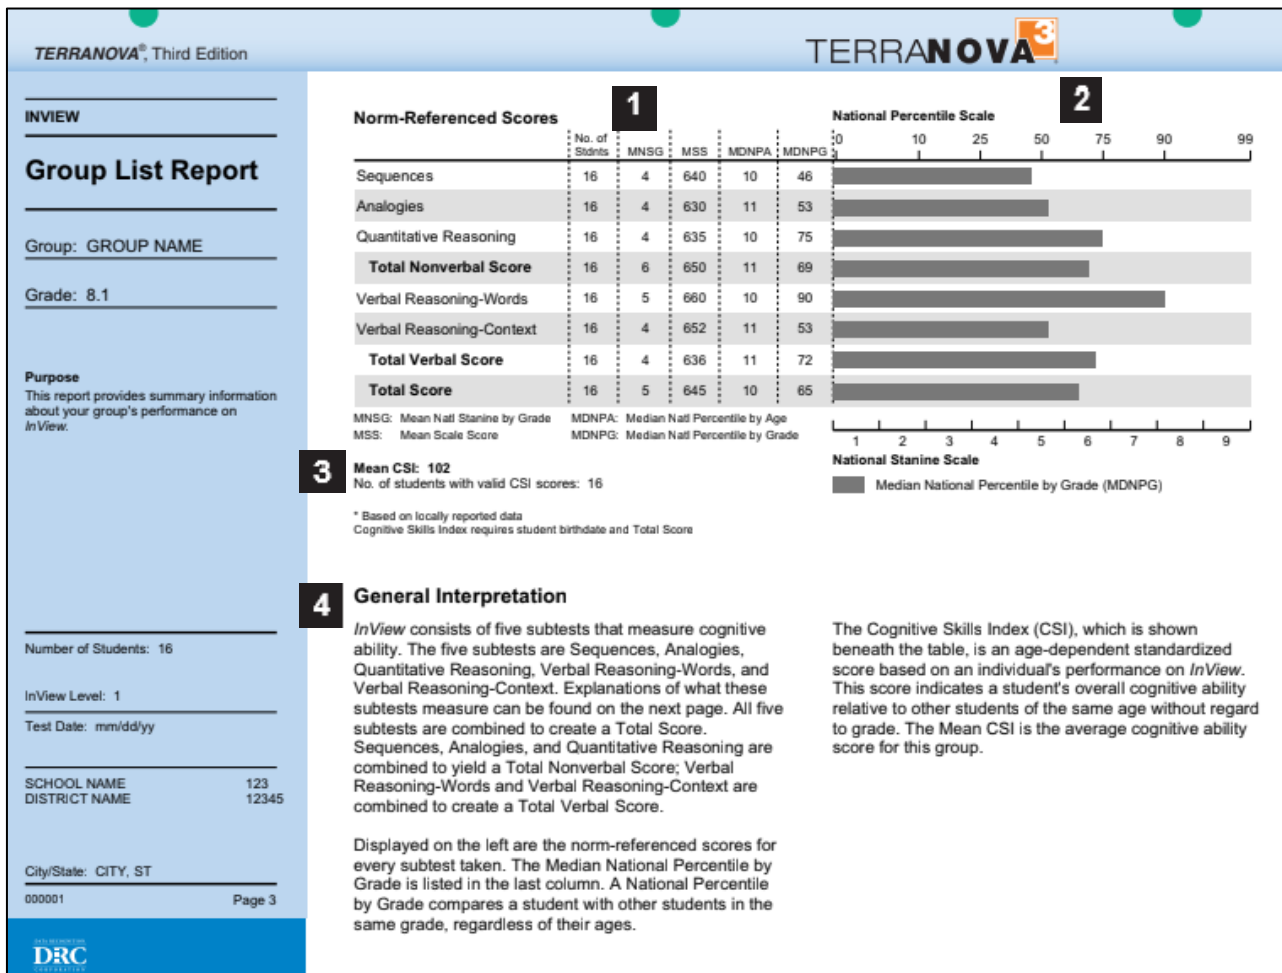 TERRANOVA®, Third Edition
TERRANOVA 3
INVIEW
Group List Report
Group: GROUP NAME
Grade: 8.1
Purpose
This report provides summary information
about your group's performance on
InView.
Number of Students: 16
InView Level: 1
Test Date: mm/dd/yy
SCHOOL NAME 123
DISTRICT NAME 12345
City/State: CITY, ST
000001 Page 3
DATA RECOGNITION
DRC
CORPORATION
1
Norm-Referenced Scores
No. of
Stdnts MNSG MSS MDNPA MDNPG
Sequences 16 4 640 10 46
Analogies 16 4 630 11 53
Quantitative Reasoning 16 4 635 10 75
Total Nonverbal Score 16 6 650 11 69
Verbal Reasoning-Words 16 5 660 10 90
Verbal Reasoning-Context 16 4 652 11 53
Total Verbal Score 16 4 636 11 72
Total Score 16 5 645 10 65
MNSG: Mean Natl Stanine by Grade MDNPA: Median Natl Percentile by Age
MSS: Mean Scale Score MDNPG: Median Natl Percentile by Grade
2
National Percentile Scale
0 10 25 50 75 90 99
1 2 3 4 5 6 7 8 9
National Stanine Scale
Median National Percentile by Grade (MDNPG)
3
Mean CSI: 102
No. of students with valid CSI scores: 16
* Based on locally reported data
Cognitive Skills Index requires student birthdate and Total Score
4
General Interpretation
InView consists of five subtests that measure cognitive
ability. The five subtests are Sequences, Analogies,
Quantitative Reasoning, Verbal Reasoning-Words, and
Verbal Reasoning-Context. Explanations of what these
subtests measure can be found on the next page. All five
subtests are combined to create a Total Score.
Sequences, Analogies, and Quantitative Reasoning are
combined to yield a Total Nonverbal Score; Verbal
Reasoning-Words and Verbal Reasoning-Context are
combined to create a Total Verbal Score.
Displayed on the left are the norm-referenced scores for
every subtest taken. The Median National Percentile by
Grade is listed in the last column. A National Percentile
by Grade compares a student with other students in the
same grade, regardless of their ages.
The Cognitive Skills Index (CSI), which is shown
beneath the table, is an age-dependent standardized
score based on an individual's performance on InView.
This score indicates a student's overall cognitive ability
relative to other students of the same age without regard
to grade. The Mean CSI is the average cognitive ability
score for this group.